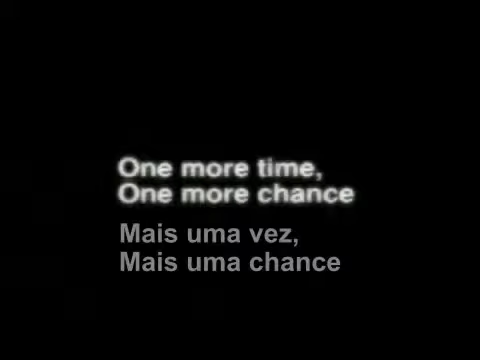 One more time,
One more chance
Mais uma vez,
Mais uma chance